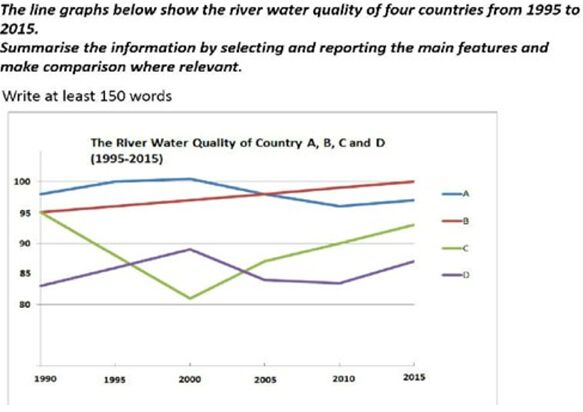 The line graphs below show the river water quality of four countries from 1995 to
2015.
Summarise the information by selecting and reporting the main features and
make comparison where relevant.
Write at least 150 words
The River Water Quality of Country A, B, C and D
(1995-2015)
100
95
90
85
80
A
B
C
D
1990 1995 2000 2005 2010 2015